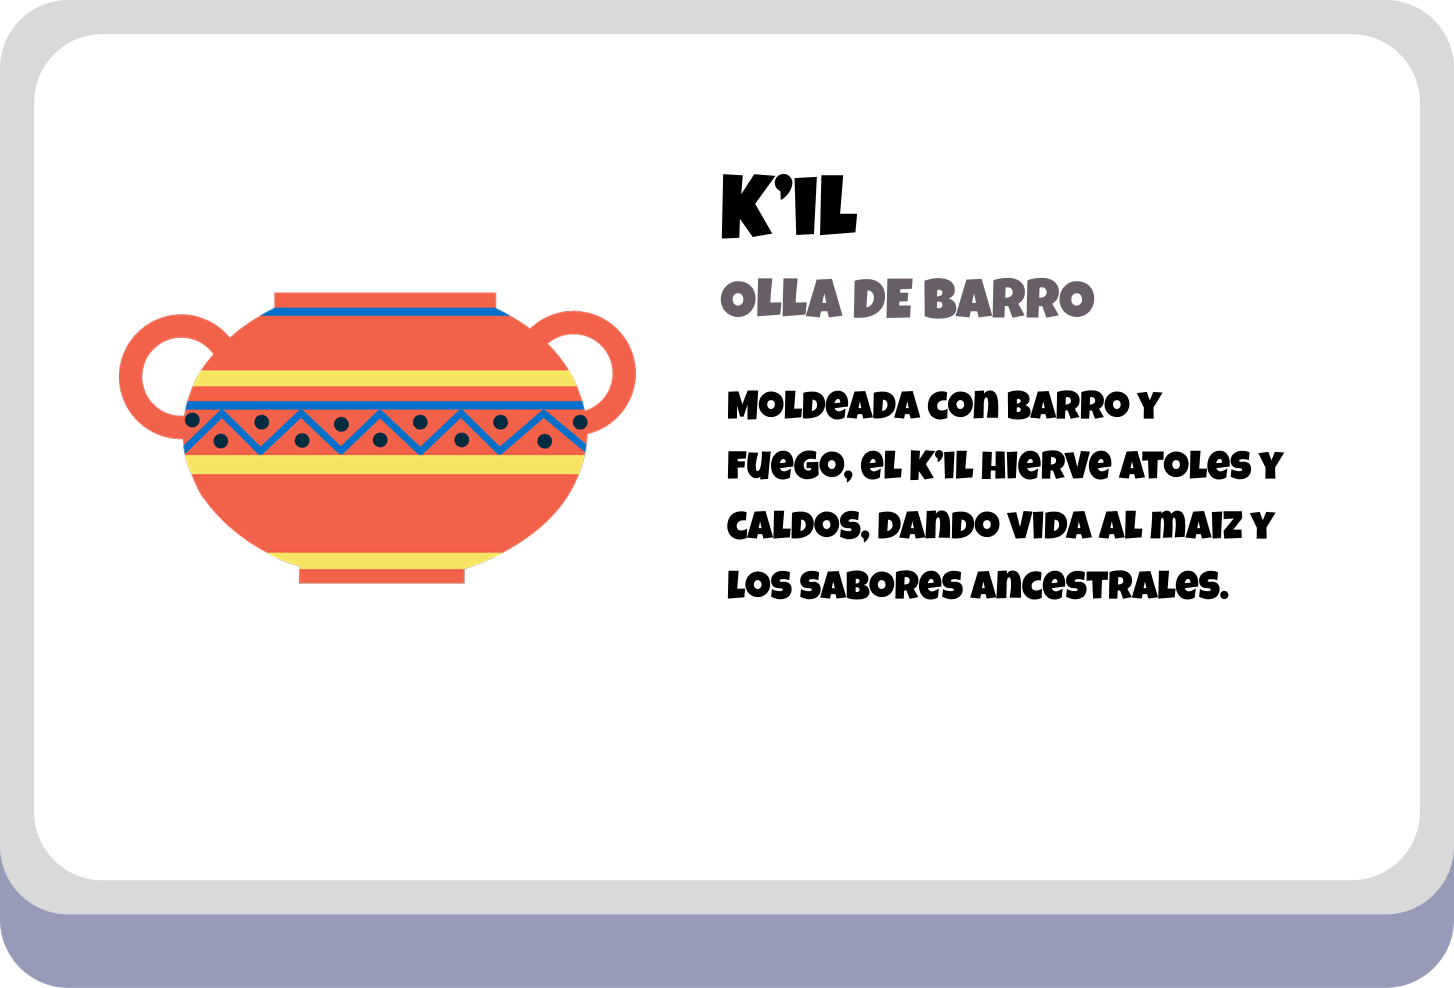 K'IL
OLLA DE BARRO
Moldeada con barro y
fuego, el K'il hierve atoles y
caldos, dando vida al maiz y
los sabores ancestrales.